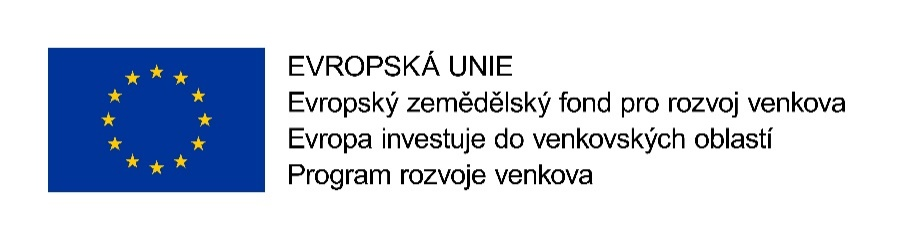 EVROPSKÁ UNIE
Evropský zemědělský fond pro rozvoj venkova
Evropa investuje do venkovských oblastí
Program rozvoje venkova